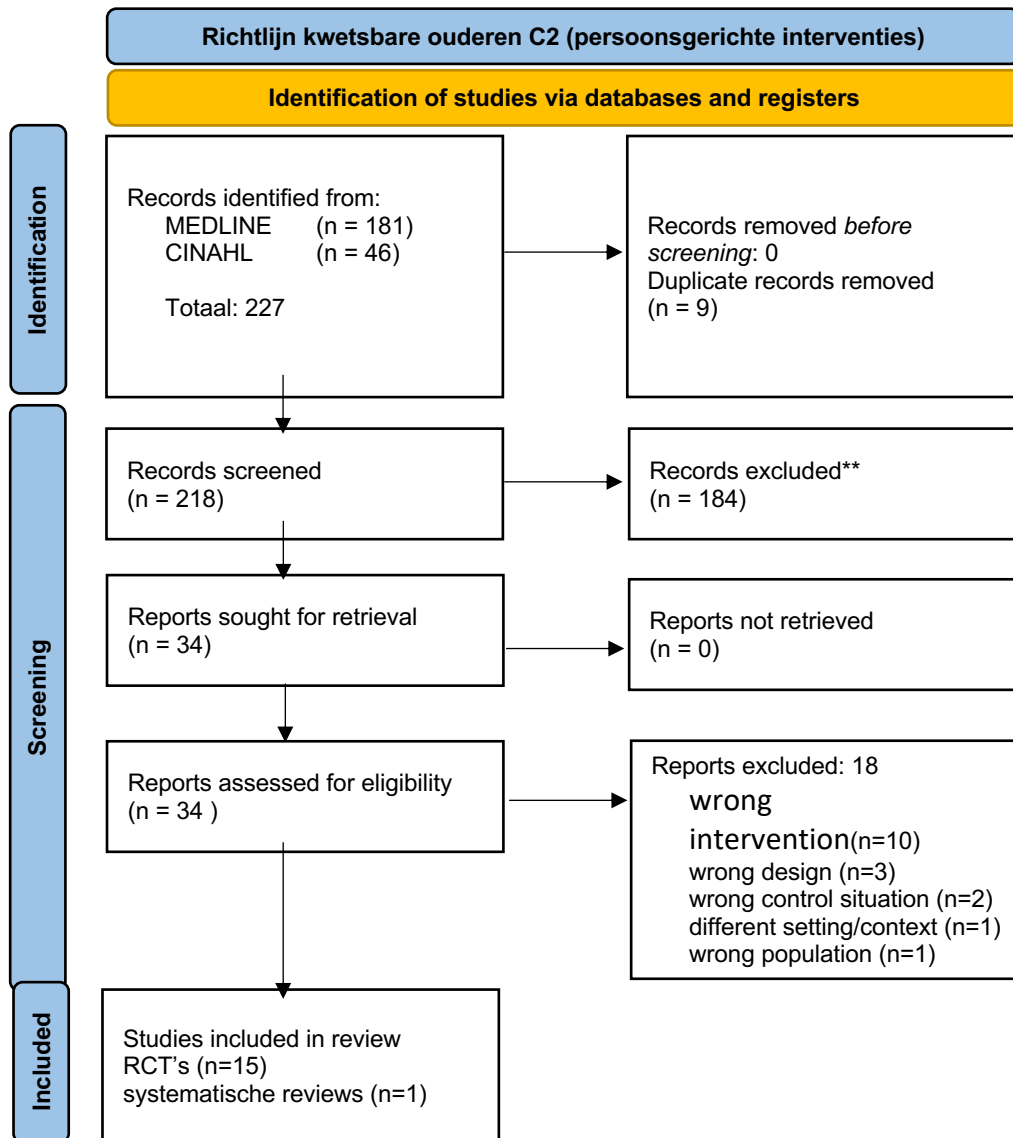 Richtlijn kwetsbare ouderen C2 (persoonsgerichte interventies)
Identification of studies via databases and registers
Identification
Records identified from:
MEDLINE (n = 181)
CINAHL (n = 46)
Totaal: 227
Records removed before
screening: 0
Duplicate records removed
(n = 9)
Screening
Records screened
(n = 218)
Records excluded**
(n = 184)
Reports sought for retrieval
(n = 34)
Reports not retrieved
(n = 0)
Reports assessed for eligibility
(n = 34 )
Reports excluded: 18
wrong
intervention(n=10)
wrong design (n=3)
wrong control situation (n=2)
different setting/context (n=1)
wrong population (n=1)
Included
Studies included in review
RCT’s (n=15)
systematische reviews (n=1)